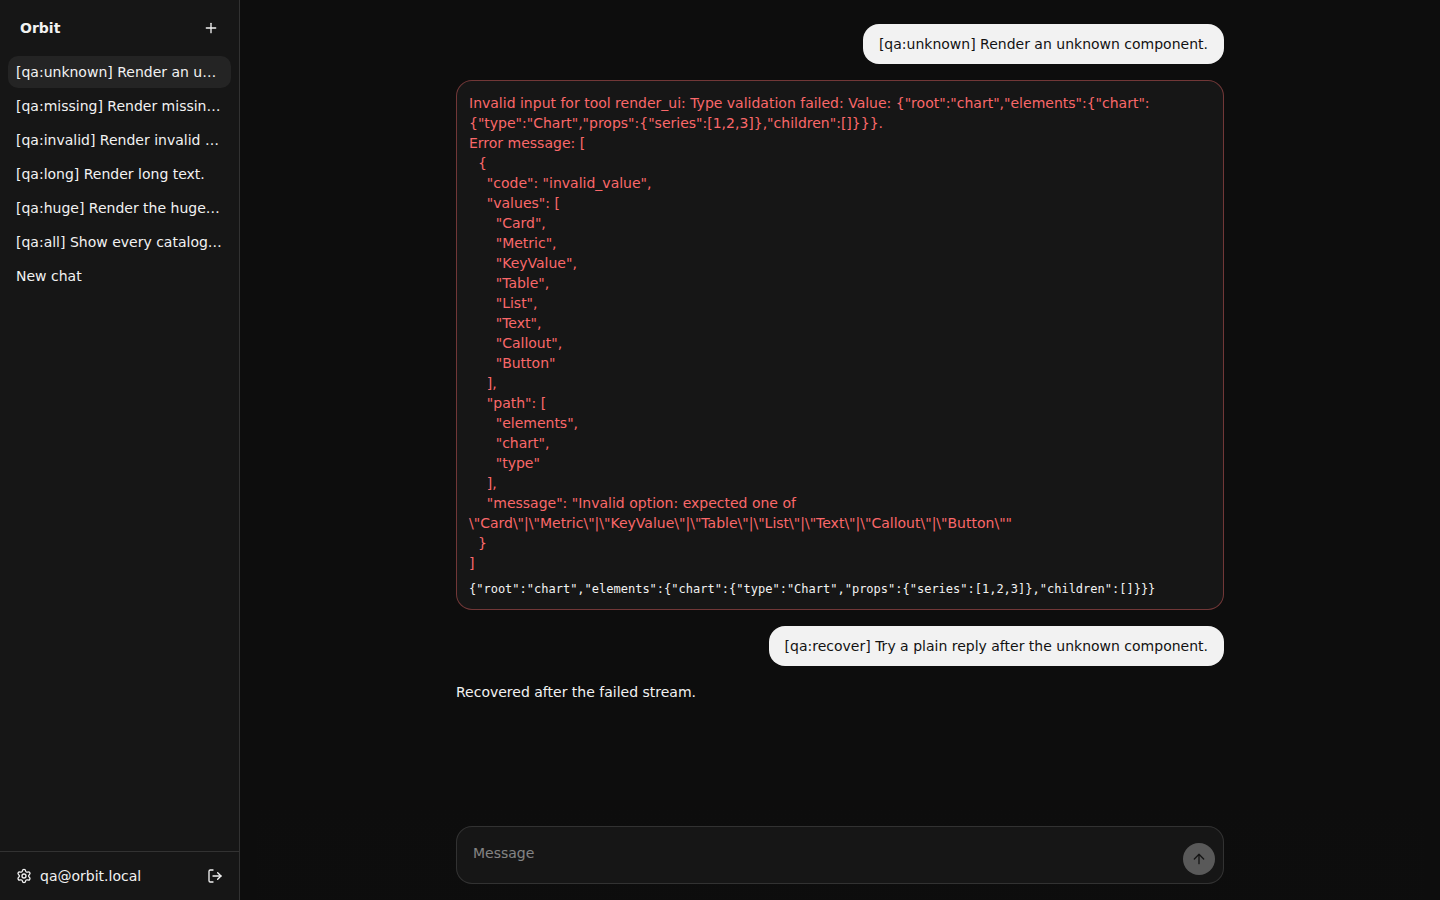 Orbit
[qa:unknown] Render an u…
[qa:missing] Render missin…
[qa:invalid] Render invalid …
[qa:long] Render long text.
[qa:huge] Render the huge…
[qa:all] Show every catalog…
New chat
qa@orbit.local
[qa:unknown] Render an unknown component.
Invalid input for tool render_ui: Type validation failed: Value: {"root":"chart","elements":{"chart":
{"type":"Chart","props":{"series":[1,2,3]},"children":[]}}}.
Error message: [
  {
    "code": "invalid_value",
    "values": [
      "Card",
      "Metric",
      "KeyValue",
      "Table",
      "List",
      "Text",
      "Callout",
      "Button"
    ],
    "path": [
      "elements",
      "chart",
      "type"
    ],
    "message": "Invalid option: expected one of
\"Card\"|\"Metric\"|\"KeyValue\"|\"Table\"|\"List\"|\"Text\"|\"Callout\"|\"Button\""
  }
]
{"root":"chart","elements":{"chart":{"type":"Chart","props":{"series":[1,2,3]},"children":[]}}}
[qa:recover] Try a plain reply after the unknown component.
Recovered after the failed stream.
Message